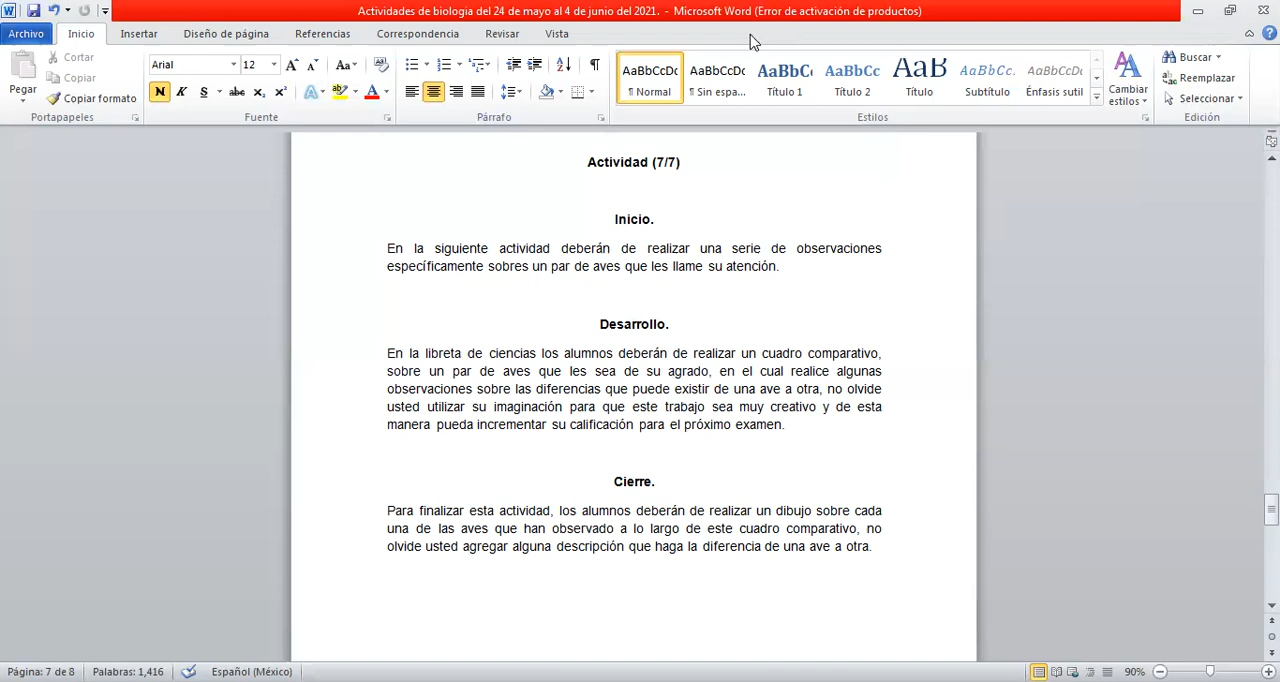 Actividades de biologia del 24 de mayo al 4 de junio del 2021. - Microsoft Word (Error de activación de productos)
Archivo Inicio Insertar Diseño de página Referencias Correspondencia Revisar Vista
Pegar
Cortar
Copiar
Copiar formato
Portapapeles
Arial 12 Aa
N K S abc x₂ x² A ab A
Fuente
Párrafo
AaBbCcDc AaBbCcDc AaBbC AaBbCc AaB AaBbCc. AaBbCcDc
¶ Normal ¶ Sin espa... Título 1 Título 2 Título Subtítulo Énfasis sutil
Cambiar
estilos
Estilos
Buscar
Reemplazar
Seleccionar
Edición
Actividad (7/7)
Inicio.
En la siguiente actividad deberán de realizar una serie de observaciones
específicamente sobres un par de aves que les llame su atención.
Desarrollo.
En la libreta de ciencias los alumnos deberán de realizar un cuadro comparativo,
sobre un par de aves que les sea de su agrado, en el cual realice algunas
observaciones sobre las diferencias que puede existir de una ave a otra, no olvide
usted utilizar su imaginación para que este trabajo sea muy creativo y de esta
manera pueda incrementar su calificación para el próximo examen.
Cierre.
Para finalizar esta actividad, los alumnos deberán de realizar un dibujo sobre cada
una de las aves que han observado a lo largo de este cuadro comparativo, no
olvide usted agregar alguna descripción que haga la diferencia de una ave a otra.
Página: 7 de 8 Palabras: 1,416 Español (México) 90%